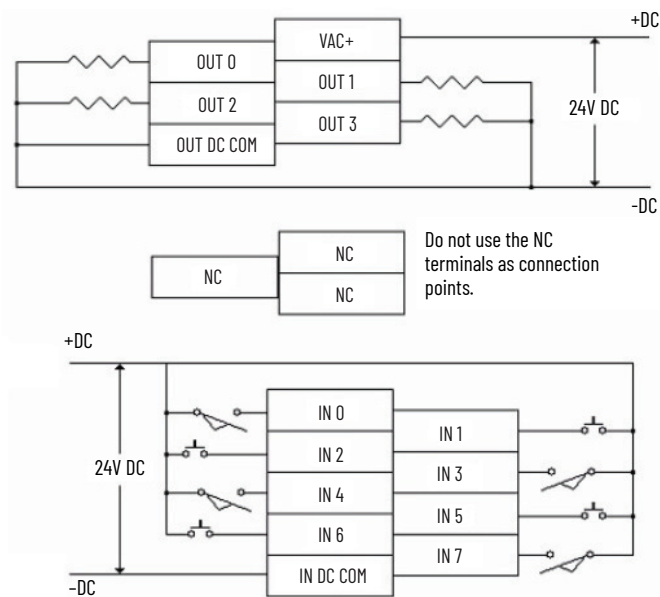 +DC
VAC+
OUT 0
OUT 1
OUT 2
24V DC
OUT 3
OUT DC COM
-DC
NC
NC
NC
Do not use the NC
terminals as connection
points.
+DC
IN 0
IN 1
IN 2
24V DC
IN 3
IN 4
IN 5
IN 6
IN 7
IN DC COM
-DC